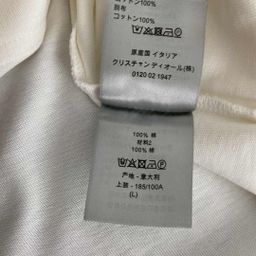 コットン100%
別布
コットン100%
原産国 イタリア
クリスチャン ディオール(株)
0120 02 1947
100% 棉
材料2
100% 棉
产地 - 意大利
上装 - 185/100A
(L)